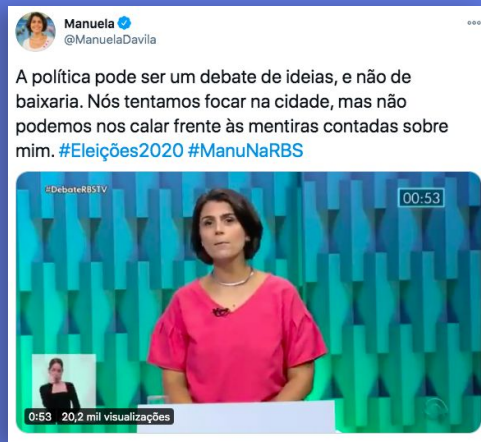 Manuela
@ManuelaDavila
A política pode ser um debate de ideias, e não de
baixaria. Nós tentamos focar na cidade, mas não
podemos nos calar frente às mentiras contadas sobre
mim. #Eleições2020 #ManuNaRBS
#DebateRBSTV
00:53
0:53 20,2 mil visualizações